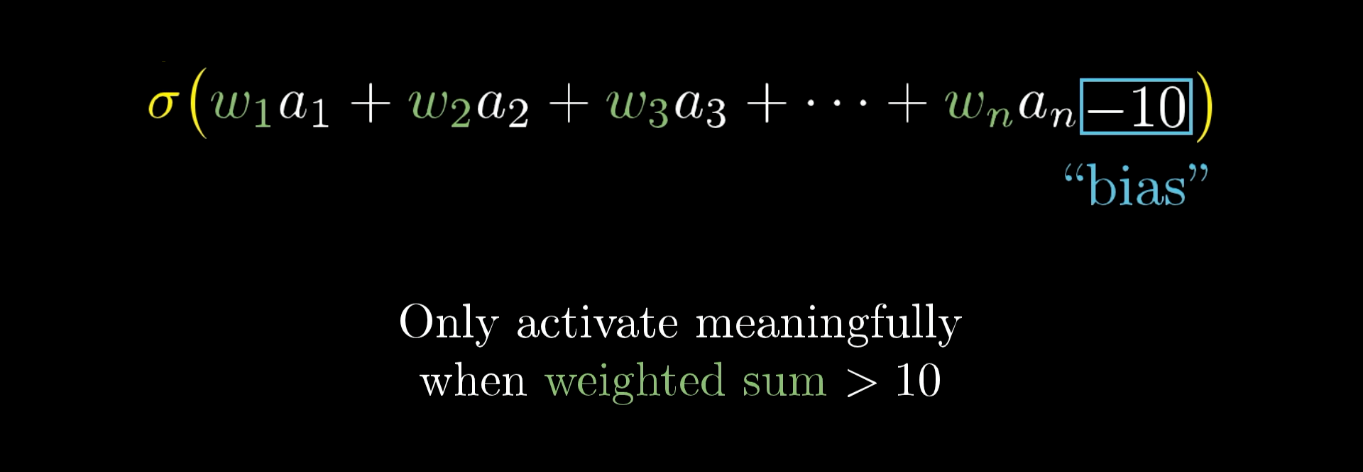 σ(w₁a₁ + w₂a₂ + w₃a₃ + ⋯ + wₙaₙ −10)
“bias”
Only activate meaningfully
when weighted sum > 10